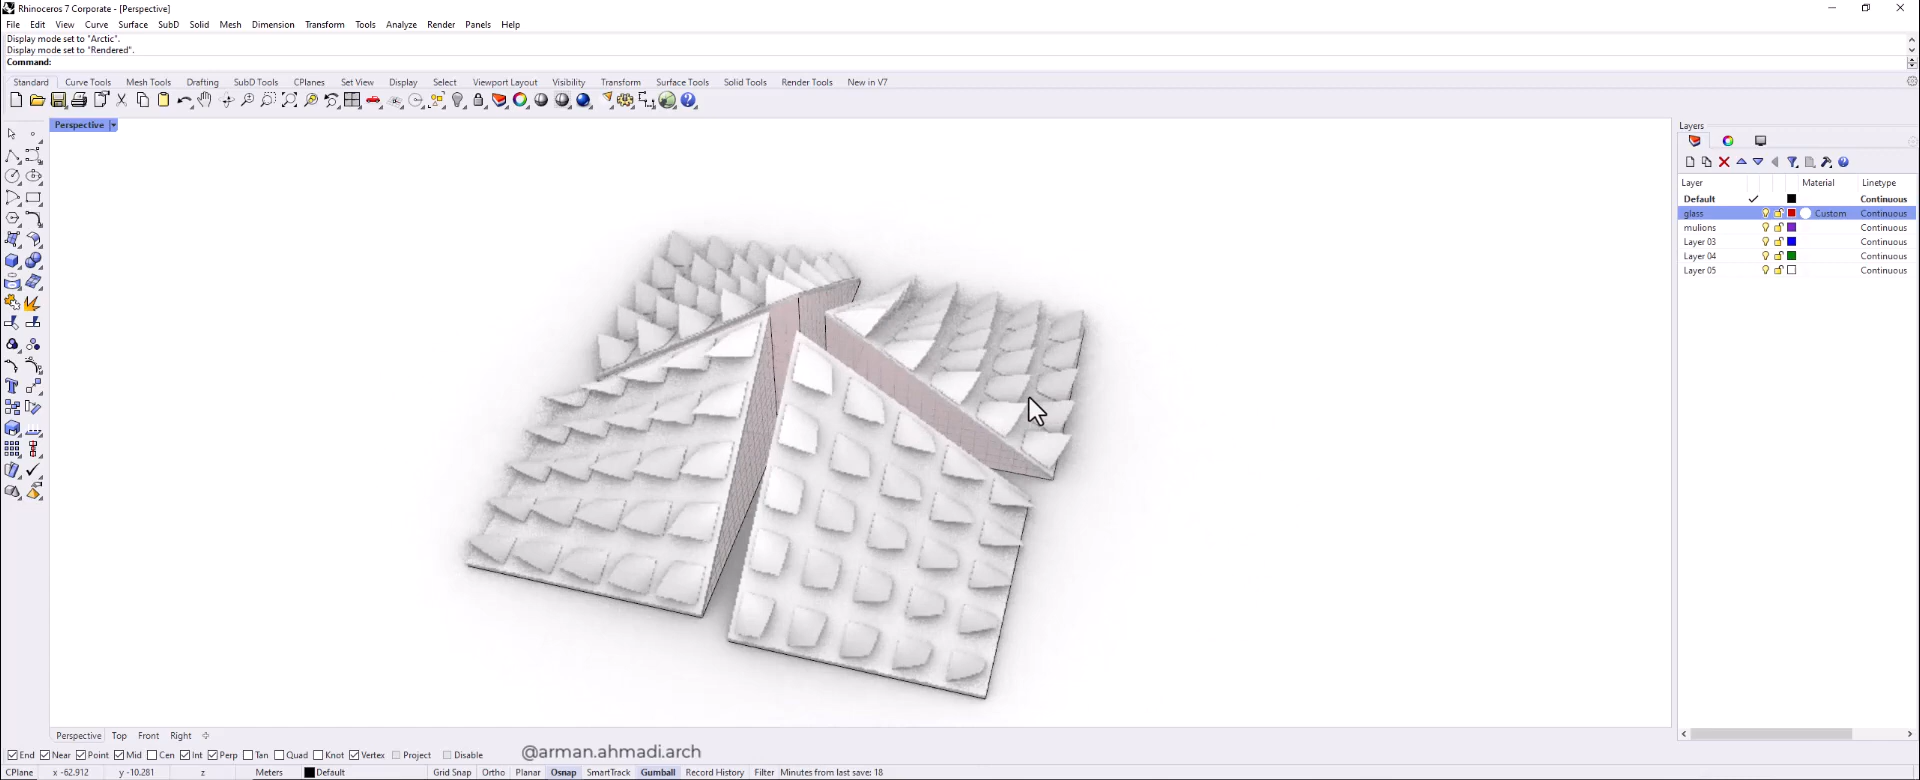 Rhinoceros 7 Corporate - [Perspective]
File Edit View Curve Surface SubD Solid Mesh Dimension Transform Tools Analyze Render Panels Help
Display mode set to "Arctic".
Display mode set to "Rendered".
Command:
Standard Curve Tools Mesh Tools Drafting SubD Tools CPlanes Set View Display Select Viewport Layout Visibility Transform Surface Tools Solid Tools Render Tools New in V7
Perspective
Layers
Layer Material Linetype
Default Continuous
glass Custom Continuous
mulions Continuous
Layer 03 Continuous
Layer 04 Continuous
Layer 05 Continuous
Perspective Top Front Right
End Near Point Mid Cen Int Perp Tan Quad Knot Vertex Project Disable
@arman.ahmadi.arch
CPlane x -62.912 y -10.281 z Meters Default Grid Snap Ortho Planar Osnap SmartTrack Gumball Record History Filter Minutes from last save: 18